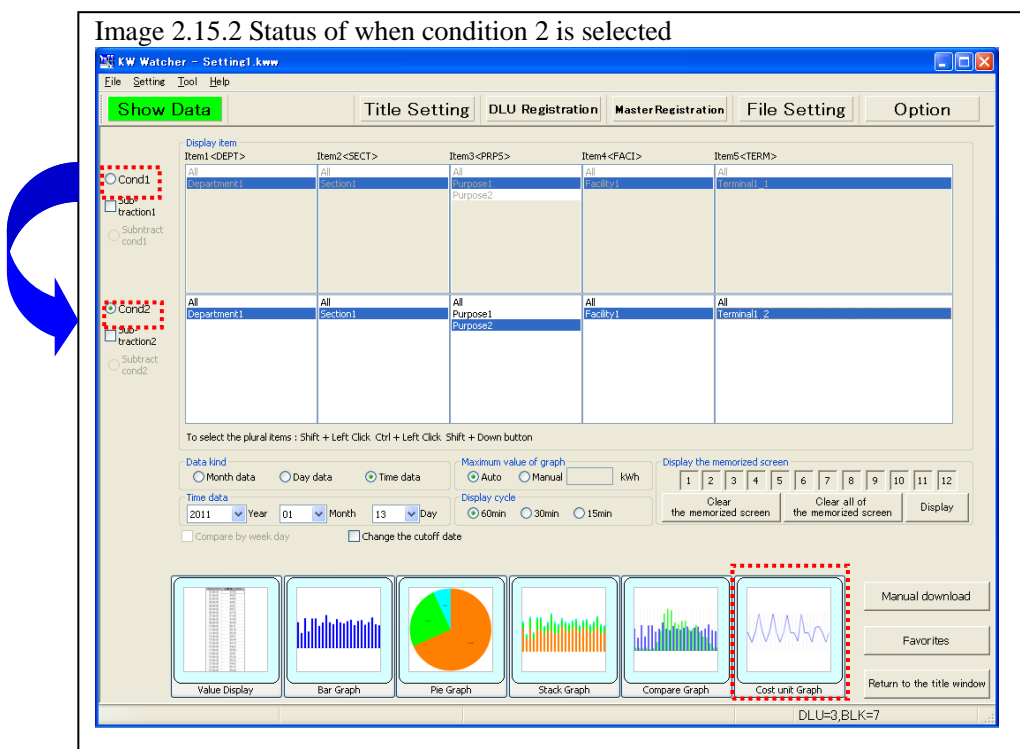 Image 2.15.2 Status of when condition 2 is selected
KW Watcher - Setting1.kww
File Setting Tool Help
Show Data Title Setting DLU Registration Master Registration File Setting Option
Display item
Item1<DEPT> Item2<SECT> Item3<PRPS> Item4<FACI> Item5<TERM>
All All All All All
Cond1 Department1 Section1 Purpose1 Facility1 Terminal1_1
Purpose2
Sub-
traction1
Subntract
cond1
All All All All All
Cond2 Department1 Section1 Purpose1 Facility1 Terminal1_2
Purpose2
Sub-
traction2
Subtract
cond2
To select the plural items : Shift + Left Click Ctrl + Left Click Shift + Down button
Data kind Maximum value of graph Display the memorized screen
Month data Day data Time data Auto Manual kWh 1 2 3 4 5 6 7 8 9 10 11 12
Time data Display cycle
2011 Year 01 Month 13 Day 60min 30min 15min
Clear
the memorized screen
Clear all of
the memorized screen
Display
Compare by week day Change the cutoff date
Manual download
Favorites
Return to the title window
Value Display Bar Graph Pie Graph Stack Graph Compare Graph Cost unit Graph
DLU=3,BLK=7